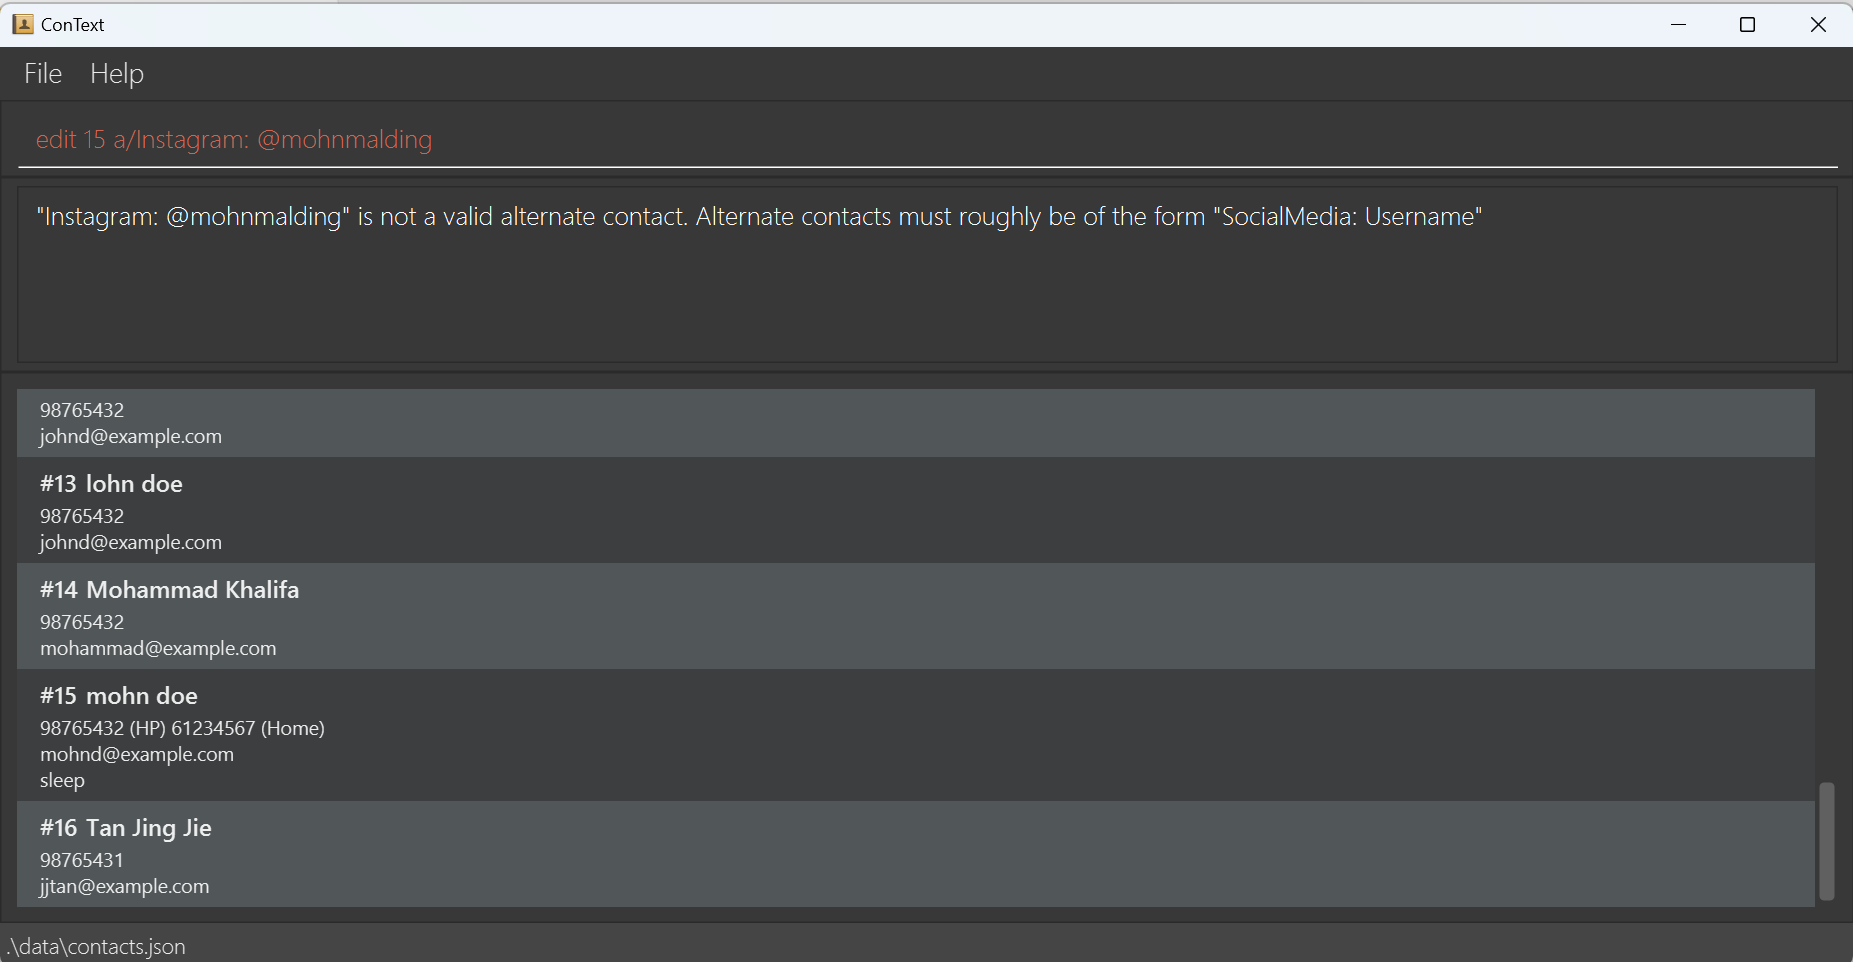 ConText
File Help
edit 15 a/Instagram: @mohnmalding
"Instagram: @mohnmalding" is not a valid alternate contact. Alternate contacts must roughly be of the form "SocialMedia: Username"
98765432
johnd@example.com
#13 lohn doe
98765432
johnd@example.com
#14 Mohammad Khalifa
98765432
mohammad@example.com
#15 mohn doe
98765432 (HP) 61234567 (Home)
mohnd@example.com
sleep
#16 Tan Jing Jie
98765431
jjtan@example.com
.\data\contacts.json